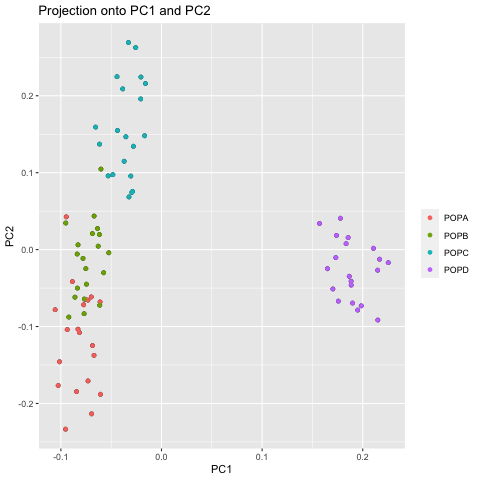 Projection onto PC1 and PC2
PC2
0.2
0.1
0.0
-0.1
-0.2
-0.1
0.0
0.1
0.2
PC1
POPA
POPB
POPC
POPD